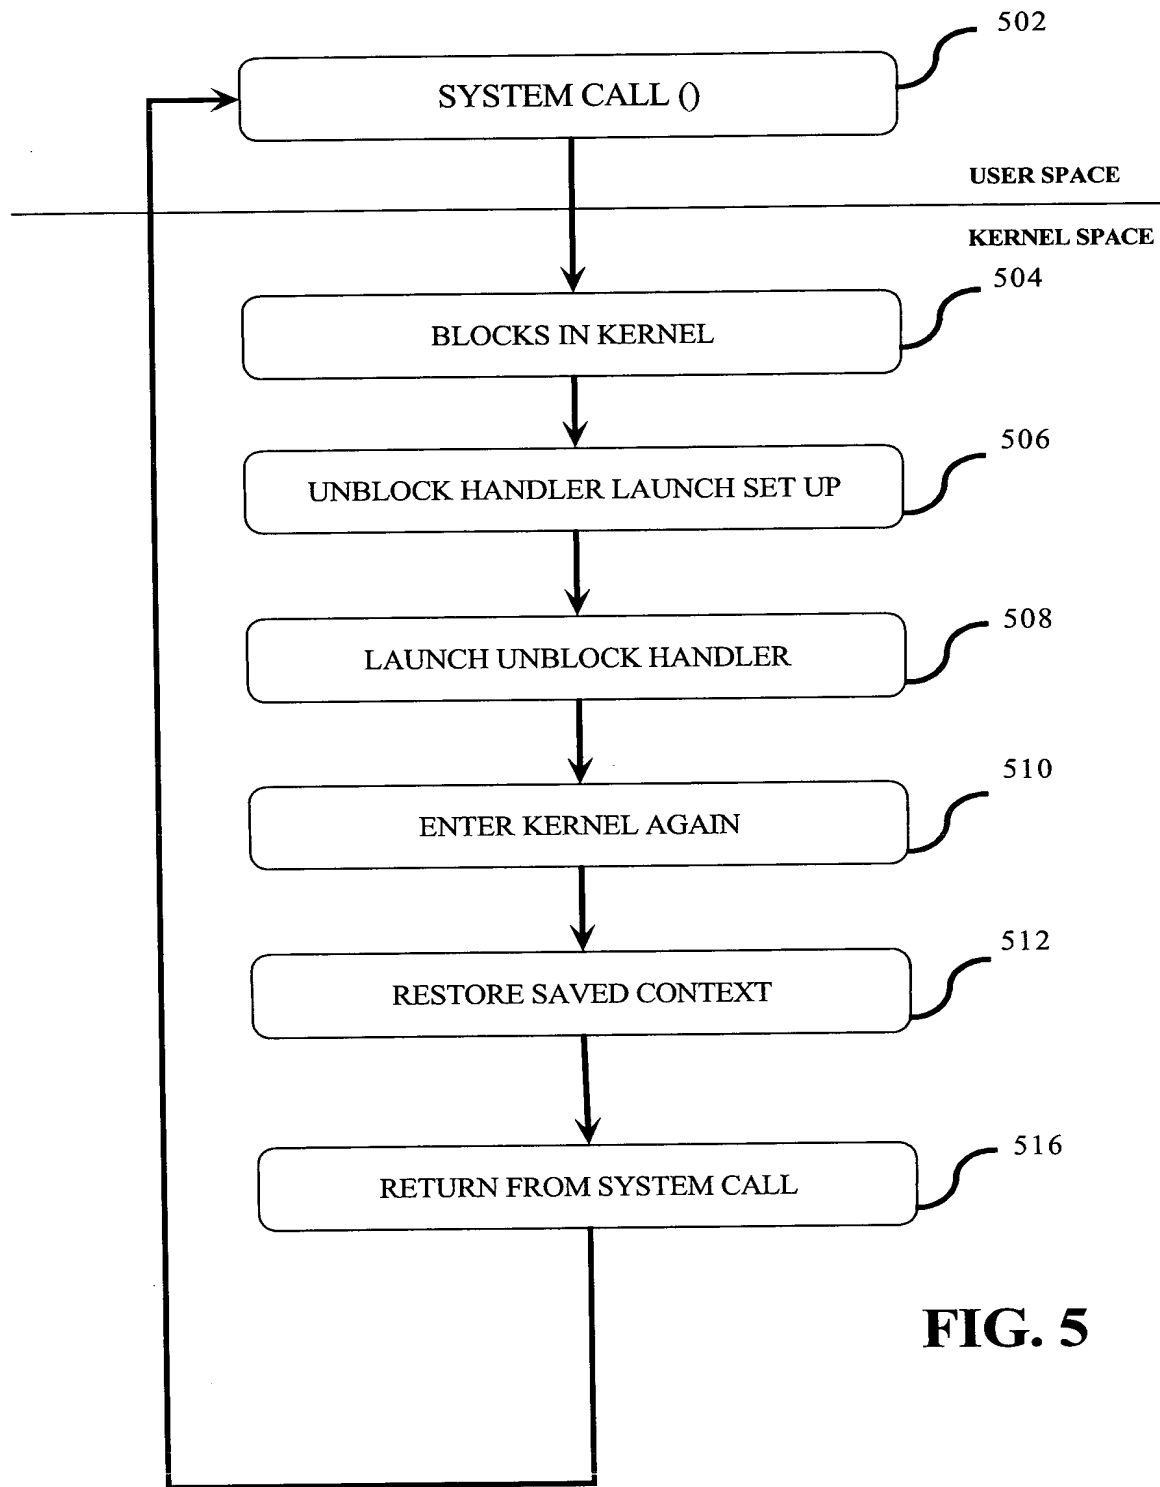 502
SYSTEM CALL ()
USER SPACE
KERNEL SPACE
504
BLOCKS IN KERNEL
506
UNBLOCK HANDLER LAUNCH SET UP
508
LAUNCH UNBLOCK HANDLER
510
ENTER KERNEL AGAIN
512
RESTORE SAVED CONTEXT
516
RETURN FROM SYSTEM CALL
FIG. 5